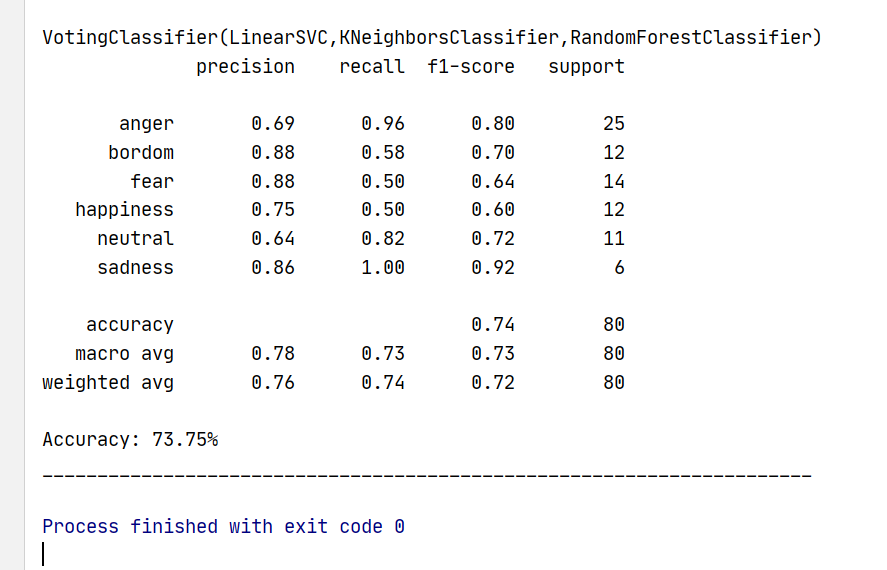 VotingClassifier(LinearSVC,KNeighborsClassifier,RandomForestClassifier)
              precision    recall  f1-score   support

       anger       0.69      0.96      0.80        25
      bordom       0.88      0.58      0.70        12
        fear       0.88      0.50      0.64        14
   happiness       0.75      0.50      0.60        12
     neutral       0.64      0.82      0.72        11
     sadness       0.86      1.00      0.92         6

    accuracy                           0.74        80
   macro avg       0.78      0.73      0.73        80
weighted avg       0.76      0.74      0.72        80

Accuracy: 73.75%
______________________________________________________________________

Process finished with exit code 0